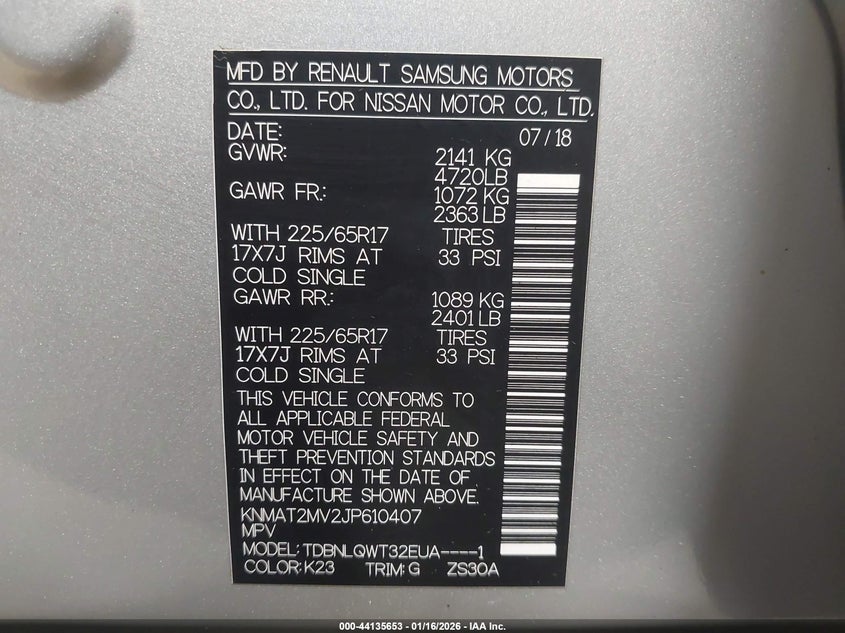 MFD BY RENAULT SAMSUNG MOTORS
CO., LTD. FOR NISSAN MOTOR CO., LTD.
DATE: 07/18
GVWR: 2141 KG
4720LB
GAWR FR.: 1072 KG
2363 LB
WITH 225/65R17 TIRES
17X7J RIMS AT 33 PSI
COLD SINGLE
GAWR RR.: 1089 KG
2401 LB
WITH 225/65R17 TIRES
17X7J RIMS AT 33 PSI
COLD SINGLE
THIS VEHICLE CONFORMS TO
ALL APPLICABLE FEDERAL
MOTOR VEHICLE SAFETY AND
THEFT PREVENTION STANDARDS
IN EFFECT ON THE DATE OF
MANUFACTURE SHOWN ABOVE.
KNMAT2MV2JP610407
MPV
MODEL: TDBNLQWT32EUA----1
COLOR: K23 TRIM: G ZS30A
000-44135653 - 01/16/2026 - IAA Inc.